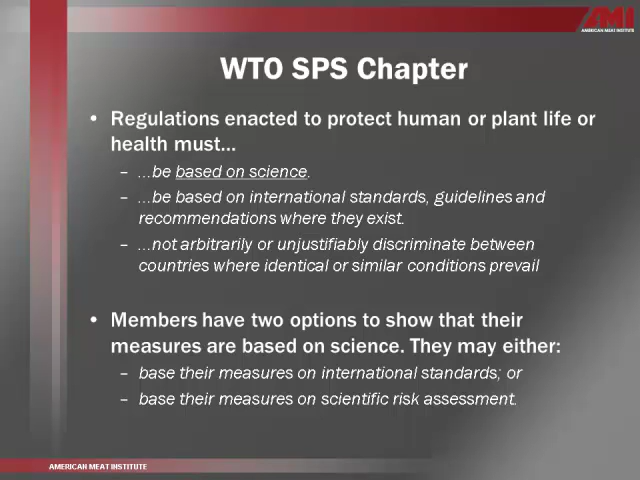 AMI
AMERICAN MEAT INSTITUTE
WTO SPS Chapter
• Regulations enacted to protect human or plant life or
health must...
– ...be based on science.
– ...be based on international standards, guidelines and
recommendations where they exist.
– ...not arbitrarily or unjustifiably discriminate between
countries where identical or similar conditions prevail
• Members have two options to show that their
measures are based on science. They may either:
– base their measures on international standards; or
– base their measures on scientific risk assessment.
AMERICAN MEAT INSTITUTE